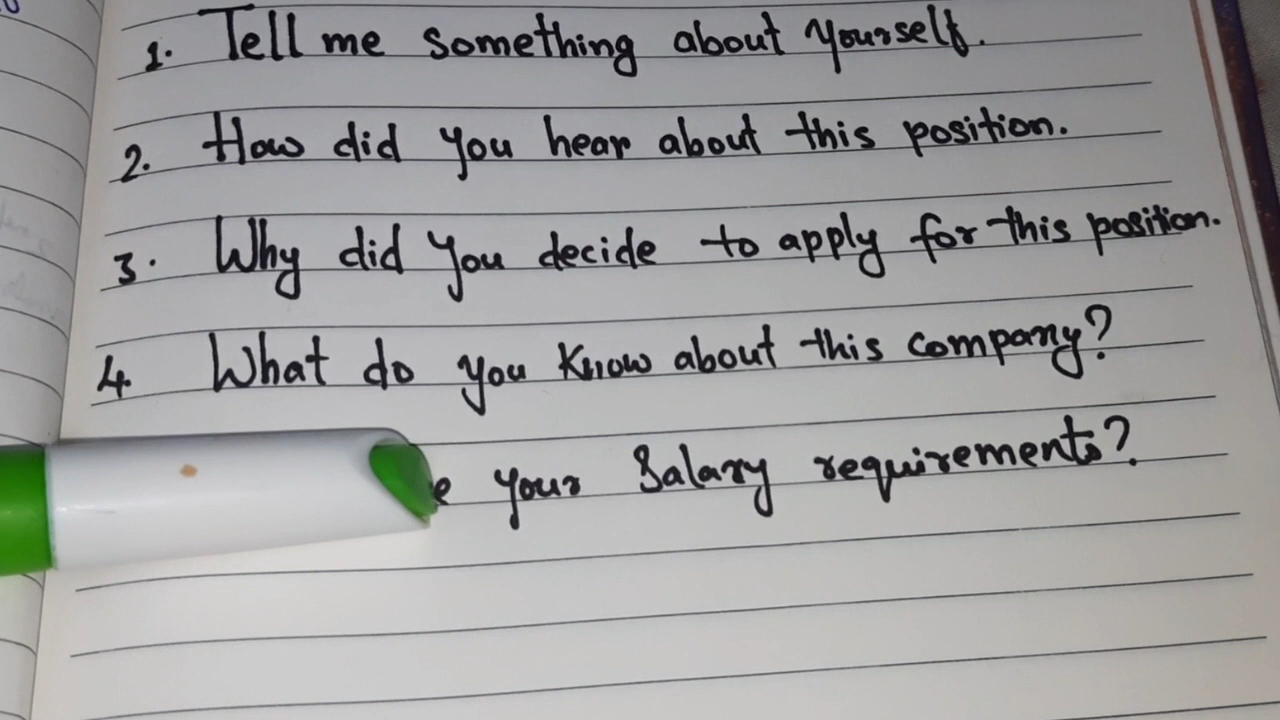 1. Tell me something about yourself.
2. How did you hear about this position.
3. Why did you decide to apply for this position.
4. What do you know about this company?
e your Salary requirements?